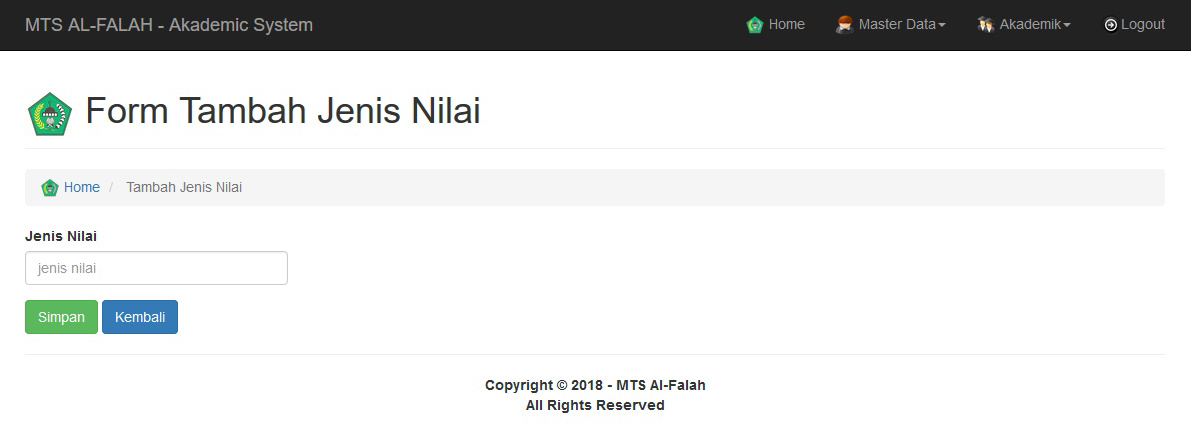 MTS AL-FALAH - Akademic System
Home
Master Data
Akademik
Logout
Form Tambah Jenis Nilai
Home / Tambah Jenis Nilai
Jenis Nilai
jenis nilai
Simpan
Kembali
Copyright © 2018 - MTS Al-Falah
All Rights Reserved